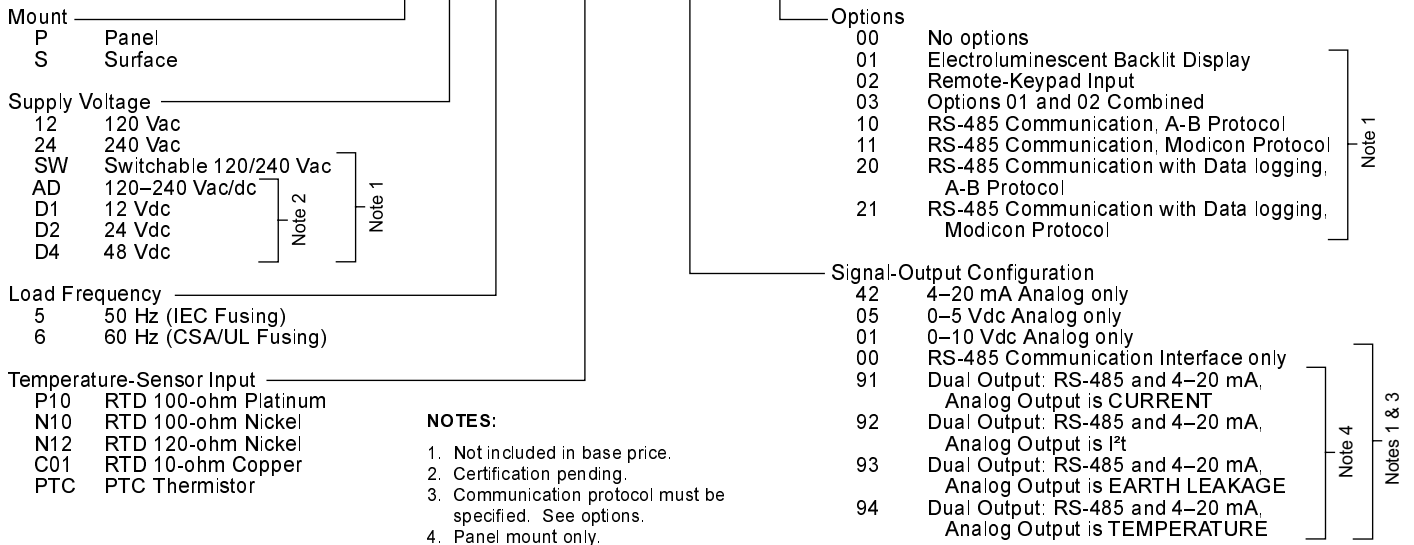 Mount
P Panel
S Surface
Supply Voltage
12 120 Vac
24 240 Vac
SW Switchable 120/240 Vac
AD 120–240 Vac/dc
D1 12 Vdc
D2 24 Vdc
D4 48 Vdc
Note 2
Note 1
Load Frequency
5 50 Hz (IEC Fusing)
6 60 Hz (CSA/UL Fusing)
Temperature-Sensor Input
P10 RTD 100-ohm Platinum
N10 RTD 100-ohm Nickel
N12 RTD 120-ohm Nickel
C01 RTD 10-ohm Copper
PTC PTC Thermistor
NOTES:
1. Not included in base price.
2. Certification pending.
3. Communication protocol must be
specified. See options.
4. Panel mount only.
Options
00 No options
01 Electroluminescent Backlit Display
02 Remote-Keypad Input
03 Options 01 and 02 Combined
10 RS-485 Communication, A-B Protocol
11 RS-485 Communication, Modicon Protocol
20 RS-485 Communication with Data logging,
A-B Protocol
21 RS-485 Communication with Data logging,
Modicon Protocol
Note 1
Signal-Output Configuration
42 4–20 mA Analog only
05 0–5 Vdc Analog only
01 0–10 Vdc Analog only
00 RS-485 Communication Interface only
91 Dual Output: RS-485 and 4–20 mA,
Analog Output is CURRENT
92 Dual Output: RS-485 and 4–20 mA,
Analog Output is I²t
93 Dual Output: RS-485 and 4–20 mA,
Analog Output is EARTH LEAKAGE
94 Dual Output: RS-485 and 4–20 mA,
Analog Output is TEMPERATURE
Note 4
Notes 1 & 3